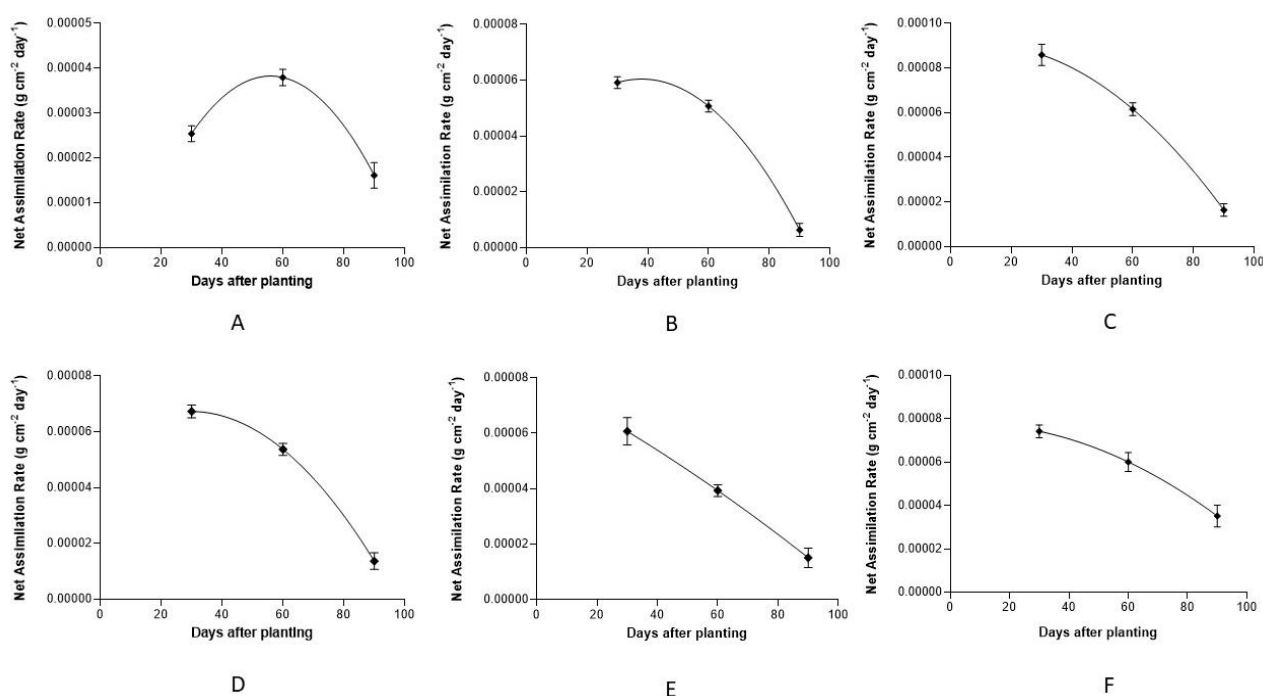 Net Assimilation Rate (g cm⁻² day⁻¹)
0.00005
0.00004
0.00003
0.00002
0.00001
0.00000
0 20 40 60 80 100
Days after planting
A
Net Assimilation Rate (g cm⁻² day⁻¹)
0.00008
0.00006
0.00004
0.00002
0.00000
0 20 40 60 80 100
Days after planting
B
Net Assimilation Rate (g cm⁻² day⁻¹)
0.00010
0.00008
0.00006
0.00004
0.00002
0.00000
0 20 40 60 80 100
Days after planting
C
Net Assimilation Rate (g cm⁻² day⁻¹)
0.00008
0.00006
0.00004
0.00002
0.00000
0 20 40 60 80 100
Days after planting
D
Net Assimilation Rate (g cm⁻² day⁻¹)
0.00008
0.00006
0.00004
0.00002
0.00000
0 20 40 60 80 100
Days after planting
E
Net Assimilation Rate (g cm⁻² day⁻¹)
0.00010
0.00008
0.00006
0.00004
0.00002
0.00000
0 20 40 60 80 100
Days after planting
F